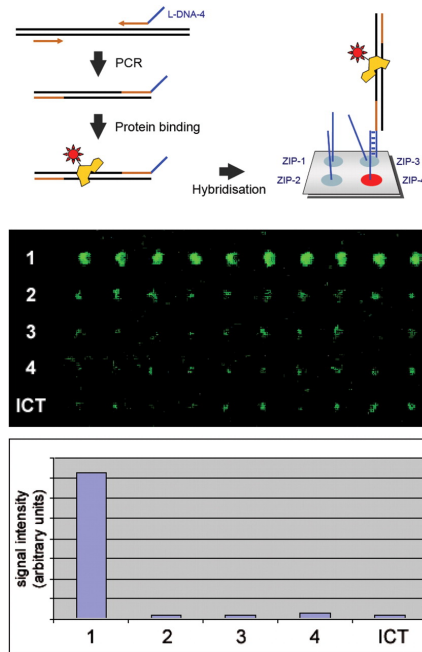 L-DNA-4
PCR
Protein binding
Hybridisation
ZIP-1
ZIP-3
ZIP-2
ZIP-4
1
2
3
4
ICT
signal intensity
(arbitrary units)
1 2 3 4 ICT